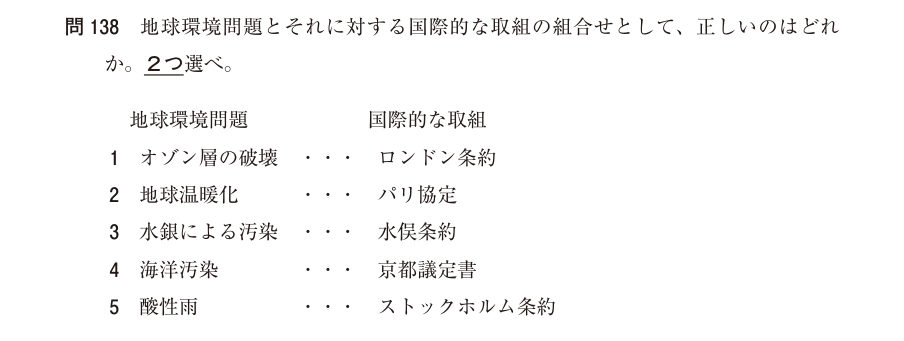 問 138 地球環境問題とそれに対する国際的な取組の組合せとして、正しいのはどれ
か。２つ選べ。
地球環境問題 国際的な取組
1 オゾン層の破壊 ・・・ ロンドン条約
2 地球温暖化 ・・・ パリ協定
3 水銀による汚染 ・・・ 水俣条約
4 海洋汚染 ・・・ 京都議定書
5 酸性雨 ・・・ ストックホルム条約